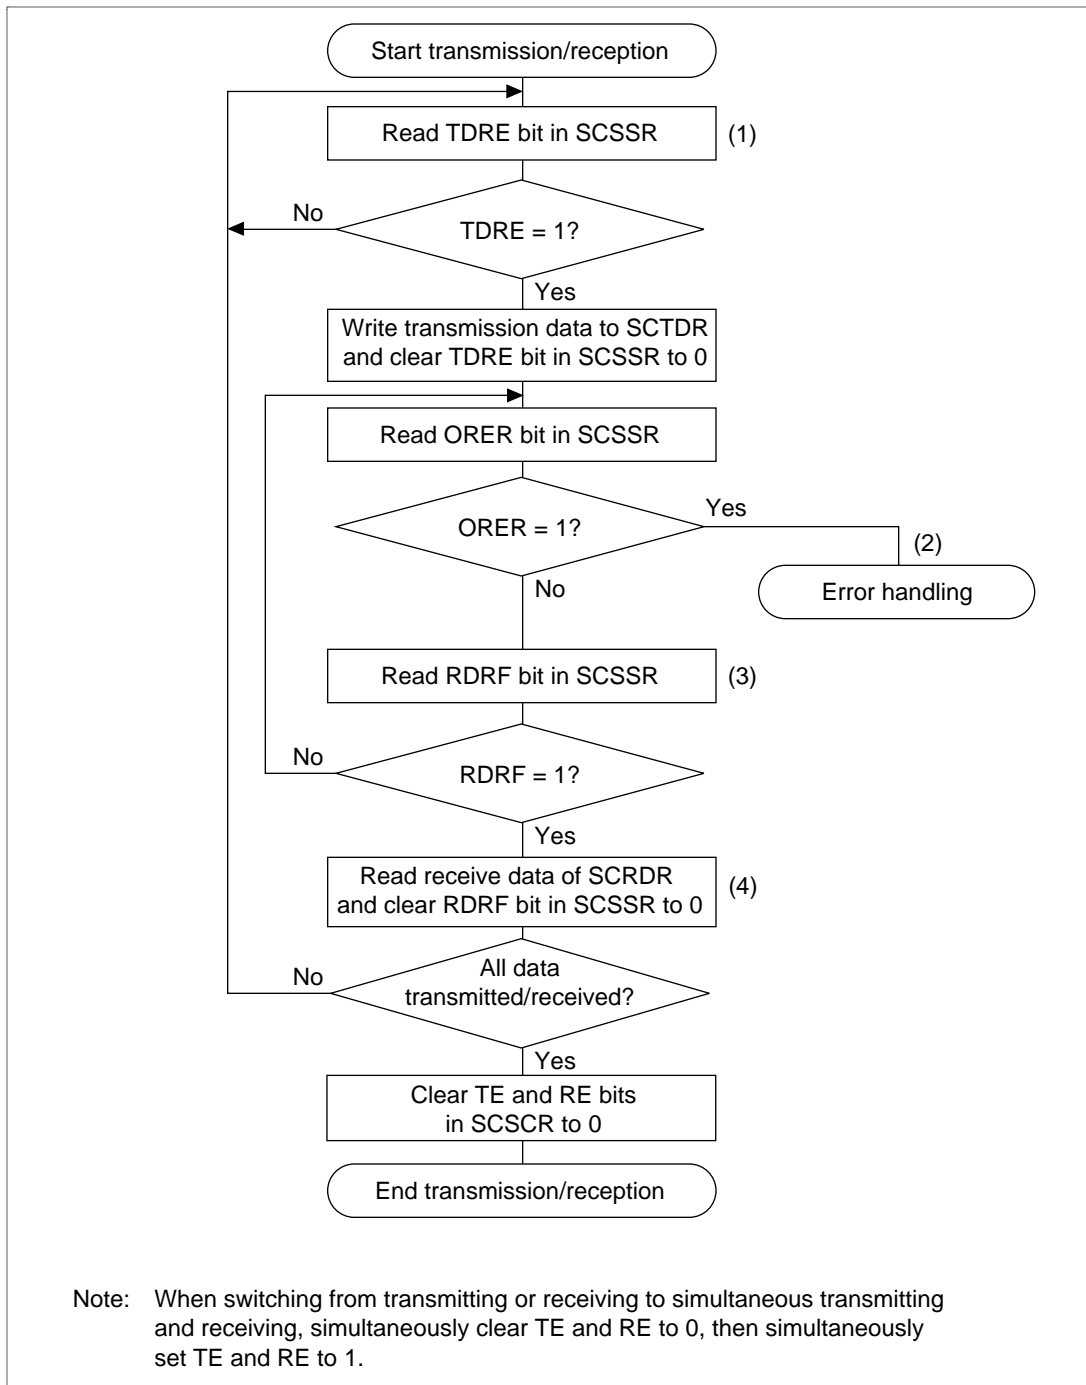 Start transmission/reception
Read TDRE bit in SCSSR
(1)
No
TDRE = 1?
Yes
Write transmission data to SCTDR
and clear TDRE bit in SCSSR to 0
Read ORER bit in SCSSR
Yes
ORER = 1?
(2)
No
Error handling
Read RDRF bit in SCSSR
(3)
No
RDRF = 1?
Yes
Read receive data of SCRDR
and clear RDRF bit in SCSSR to 0
(4)
No
All data
transmitted/received?
Yes
Clear TE and RE bits
in SCSCR to 0
End transmission/reception
Note: When switching from transmitting or receiving to simultaneous transmitting
and receiving, simultaneously clear TE and RE to 0, then simultaneously
set TE and RE to 1.